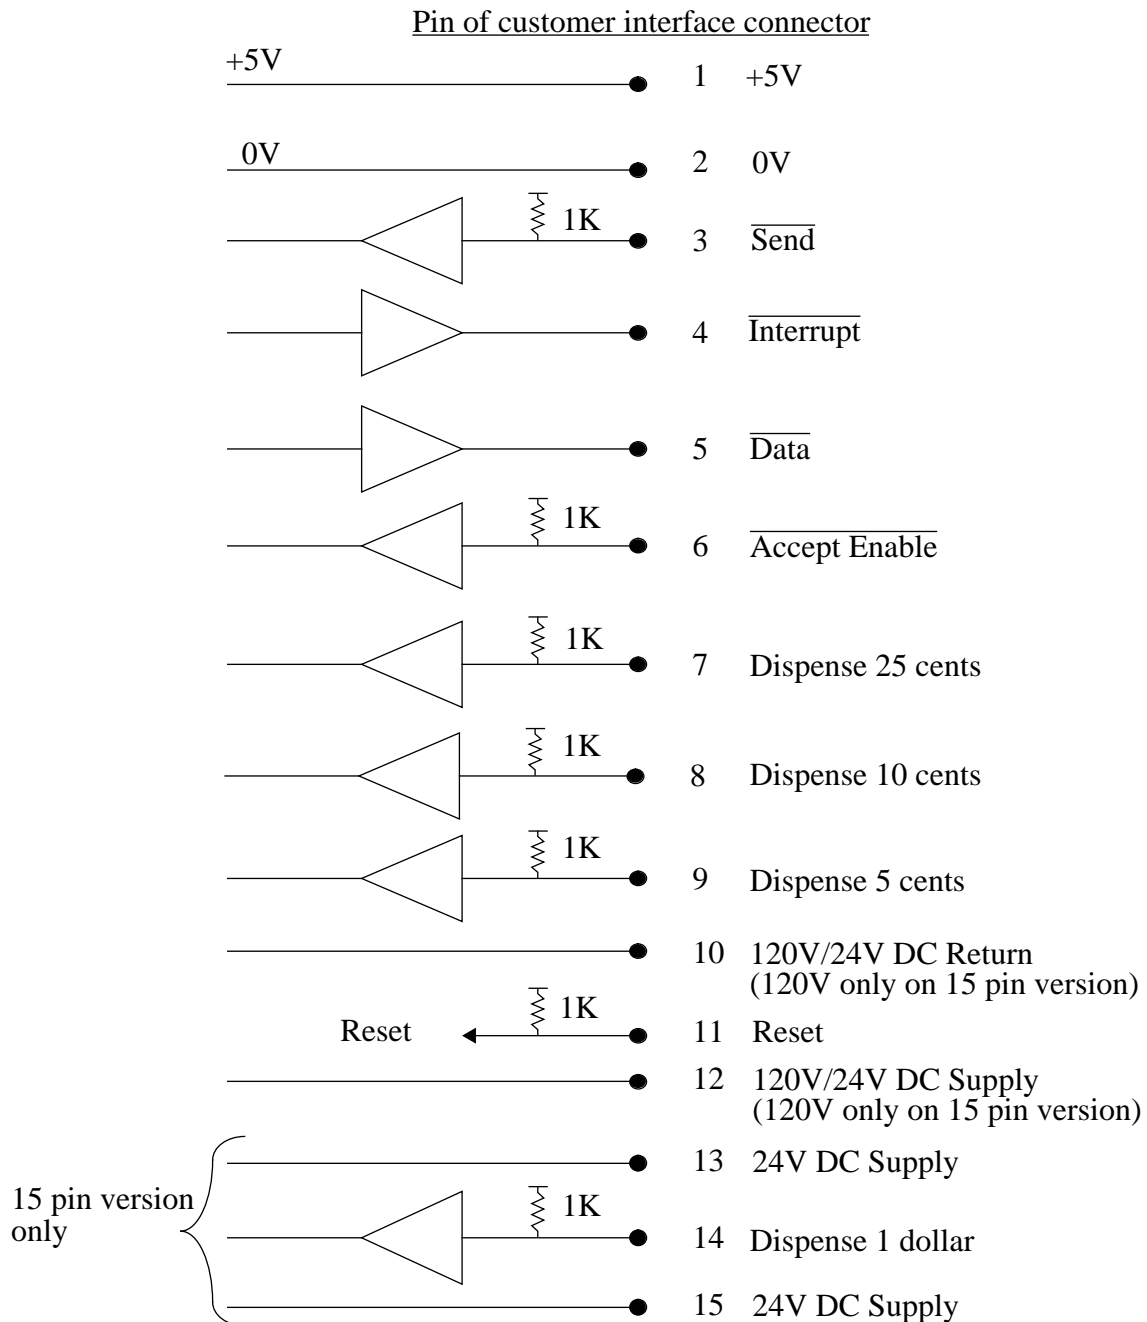 Pin of customer interface connector
+5V
1 +5V
0V
2 0V
1K
3 Send
4 Interrupt
5 Data
1K
6 Accept Enable
1K
7 Dispense 25 cents
1K
8 Dispense 10 cents
1K
9 Dispense 5 cents
10 120V/24V DC Return
(120V only on 15 pin version)
1K
Reset
11 Reset
12 120V/24V DC Supply
(120V only on 15 pin version)
13 24V DC Supply
15 pin version
only
1K
14 Dispense 1 dollar
15 24V DC Supply